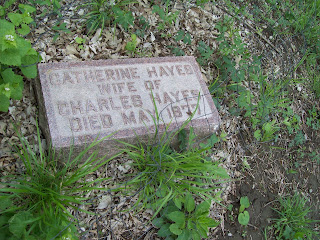 CATHERINE HAYES
WIFE OF
CHARLES HAYES
DIED MAY